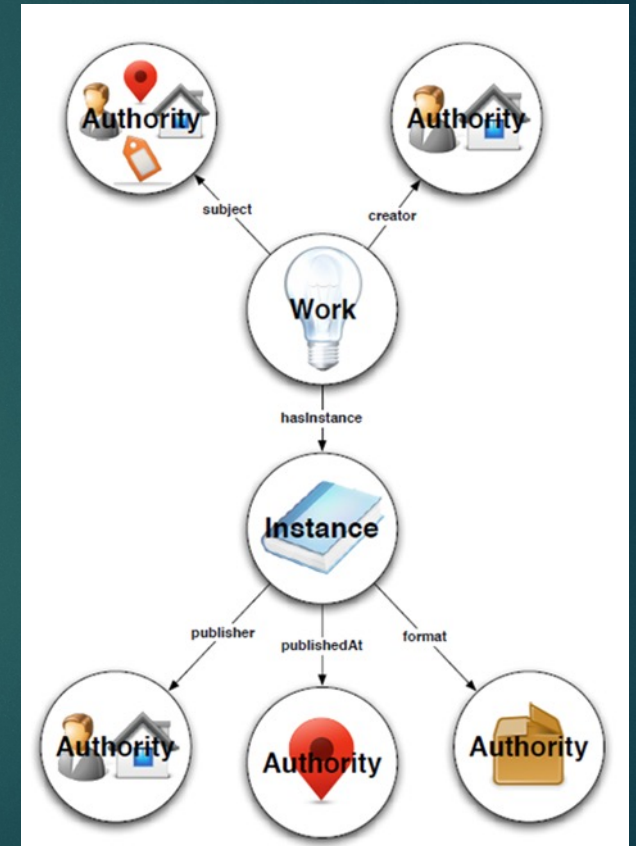 Authority
Authority
subject
creator
Work
hasInstance
Instance
publisher
publishedAt
format
Authority
Authority
Authority